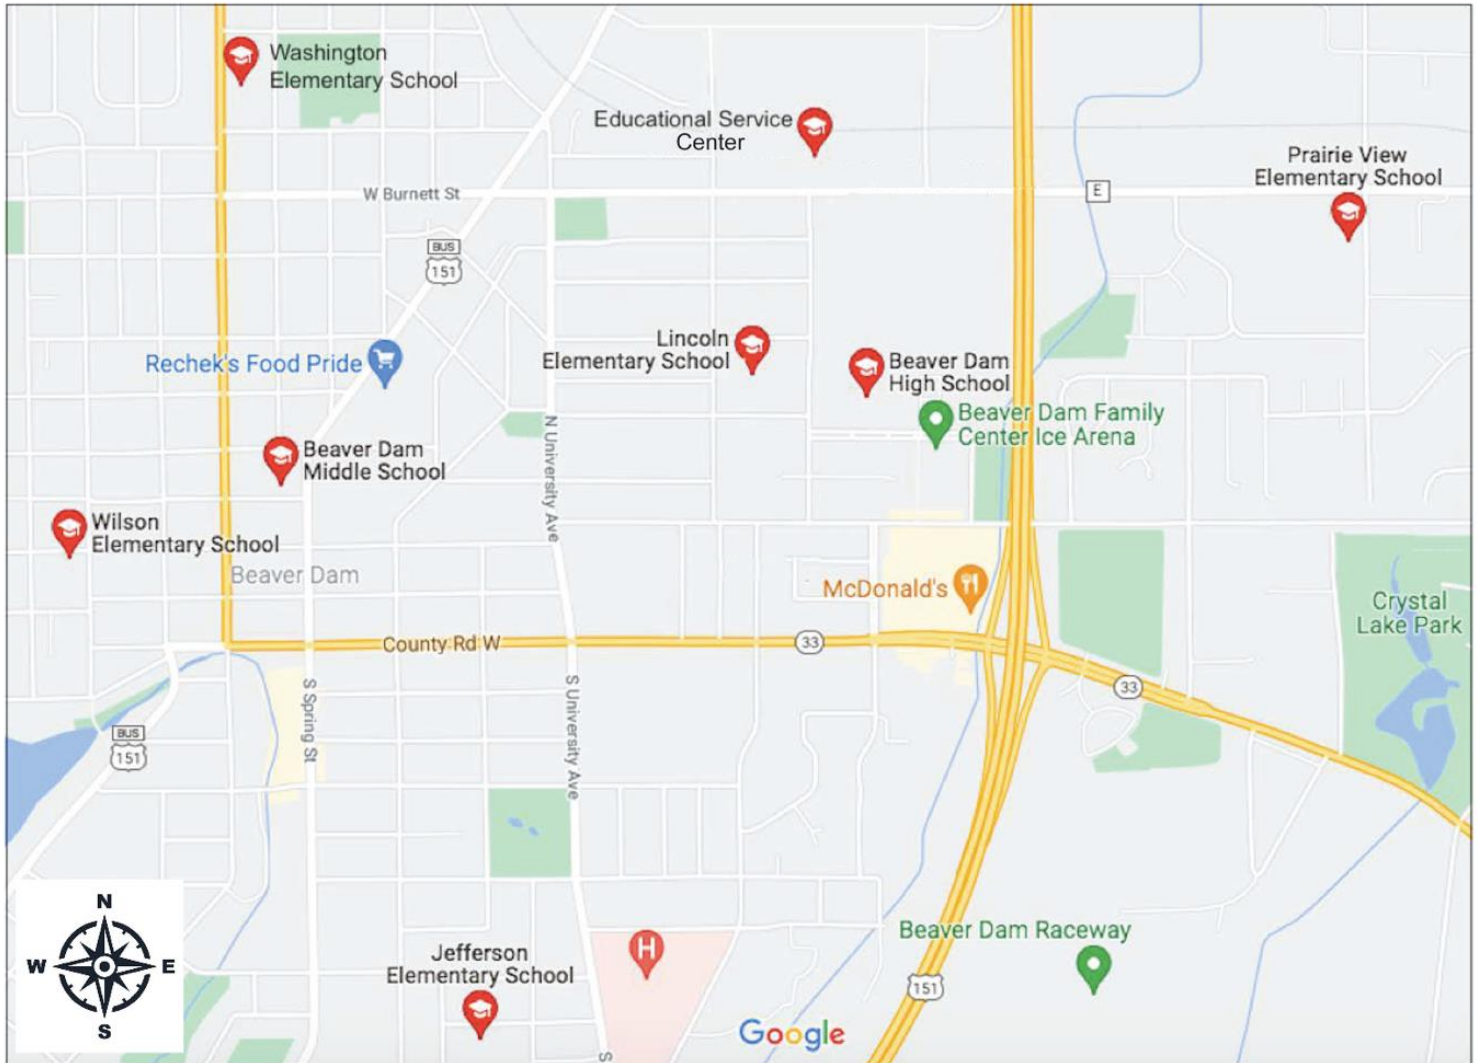 Washington
Elementary School
Educational Service
Center
Prairie View
Elementary School
W Burnett St
E
BUS
151
Lincoln
Elementary School
Rechek's Food Pride
Beaver Dam
High School
Beaver Dam Family
Center Ice Arena
N University Ave
Beaver Dam
Middle School
Wilson
Elementary School
Beaver Dam
McDonald's
Crystal
Lake Park
County Rd W
33
33
S Spring St
S University Ave
BUS
151
N
W
E
S
Jefferson
Elementary School
H
Beaver Dam Raceway
151
Google
S